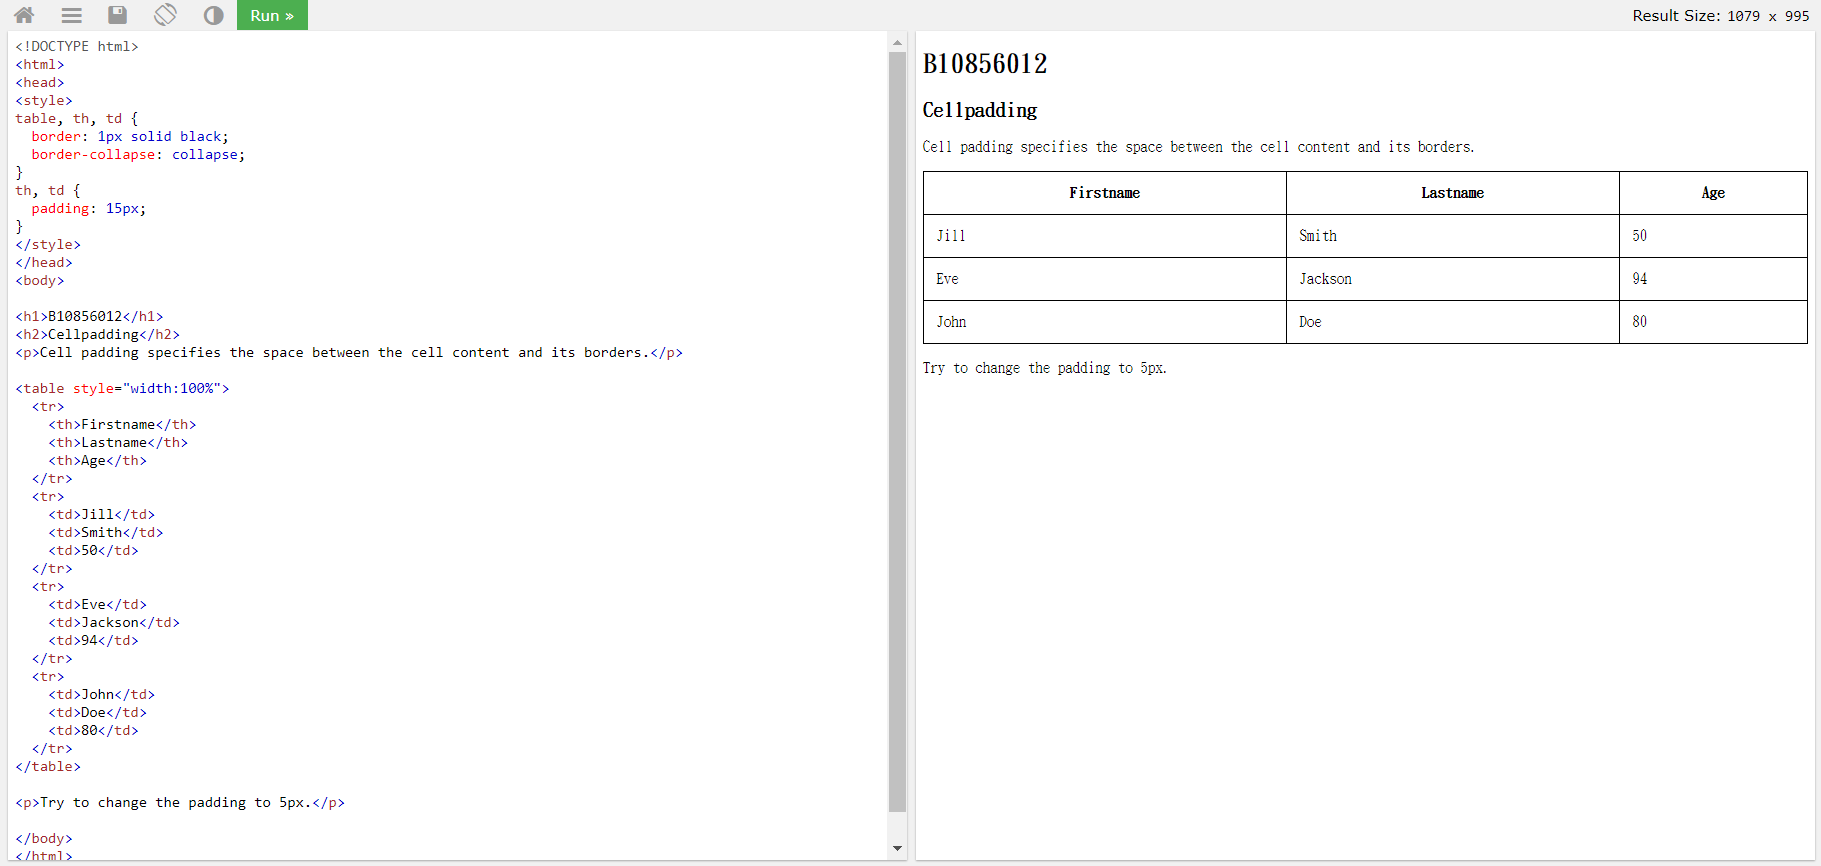 Run »
Result Size: 1079 x 995
<!DOCTYPE html>
<html>
<head>
<style>
table, th, td {
  border: 1px solid black;
  border-collapse: collapse;
}
th, td {
  padding: 15px;
}
</style>
</head>
<body>

<h1>B10856012</h1>
<h2>Cellpadding</h2>
<p>Cell padding specifies the space between the cell content and its borders.</p>

<table style="width:100%">
  <tr>
    <th>Firstname</th>
    <th>Lastname</th>
    <th>Age</th>
  </tr>
  <tr>
    <td>Jill</td>
    <td>Smith</td>
    <td>50</td>
  </tr>
  <tr>
    <td>Eve</td>
    <td>Jackson</td>
    <td>94</td>
  </tr>
  <tr>
    <td>John</td>
    <td>Doe</td>
    <td>80</td>
  </tr>
</table>

<p>Try to change the padding to 5px.</p>

</body>
</html>
B10856012
Cellpadding
Cell padding specifies the space between the cell content and its borders.
Firstname Lastname Age
Jill Smith 50
Eve Jackson 94
John Doe 80
Try to change the padding to 5px.